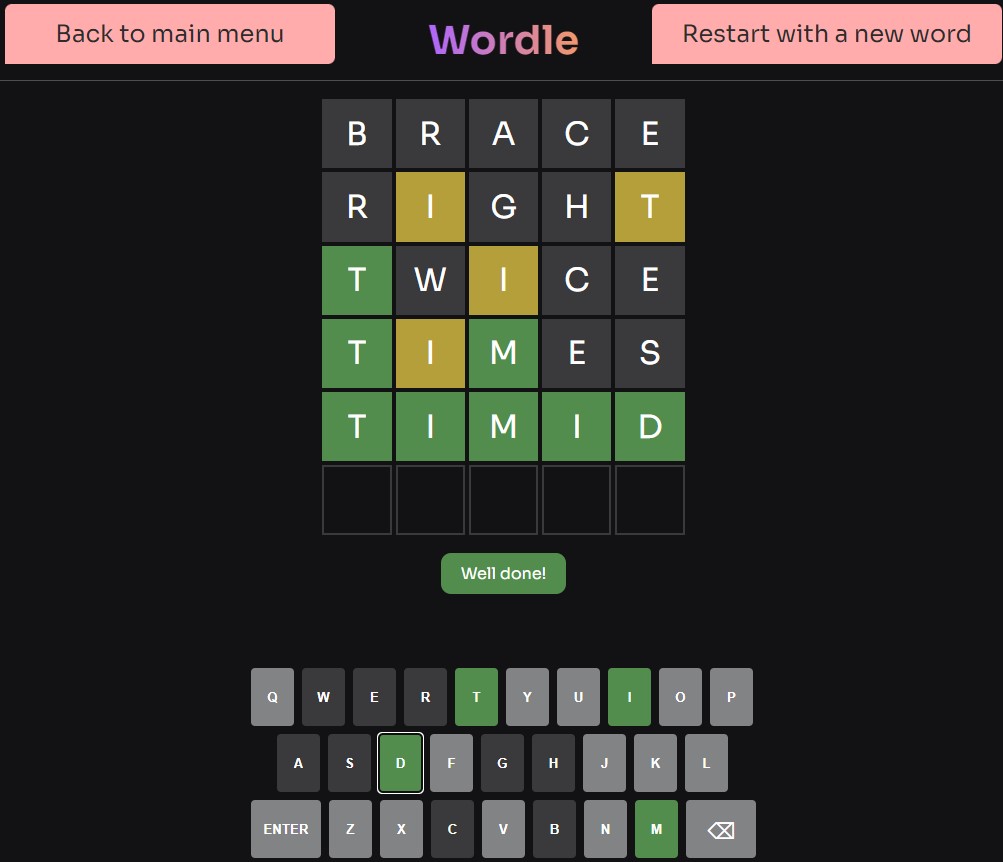 Back to main menu
Wordle
Restart with a new word
B R A C E
R I G H T
T W I C E
T I M E S
T I M I D
Well done!
Q W E R T Y U I O P
A S D F G H J K L
ENTER Z X C V B N M ⌫